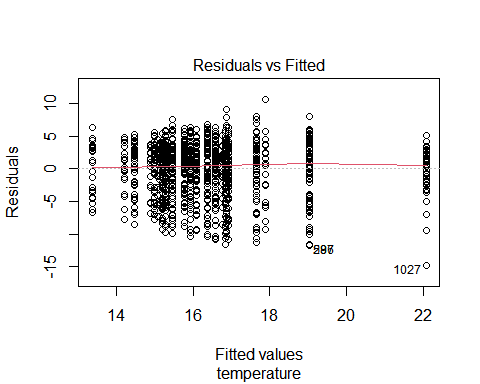 Residuals vs Fitted
Residuals
10
5
0
-5
-15
1027
14
16
18
20
22
Fitted values
temperature